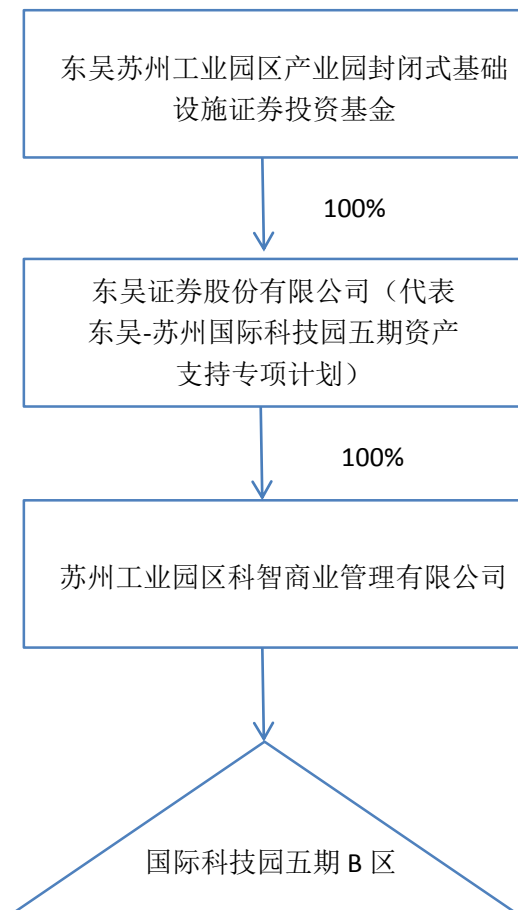 东吴苏州工业园区产业园封闭式基础
设施证券投资基金
100%
东吴证券股份有限公司（代表
东吴-苏州国际科技园五期资产
支持专项计划）
100%
苏州工业园区科智商业管理有限公司
国际科技园五期 B 区